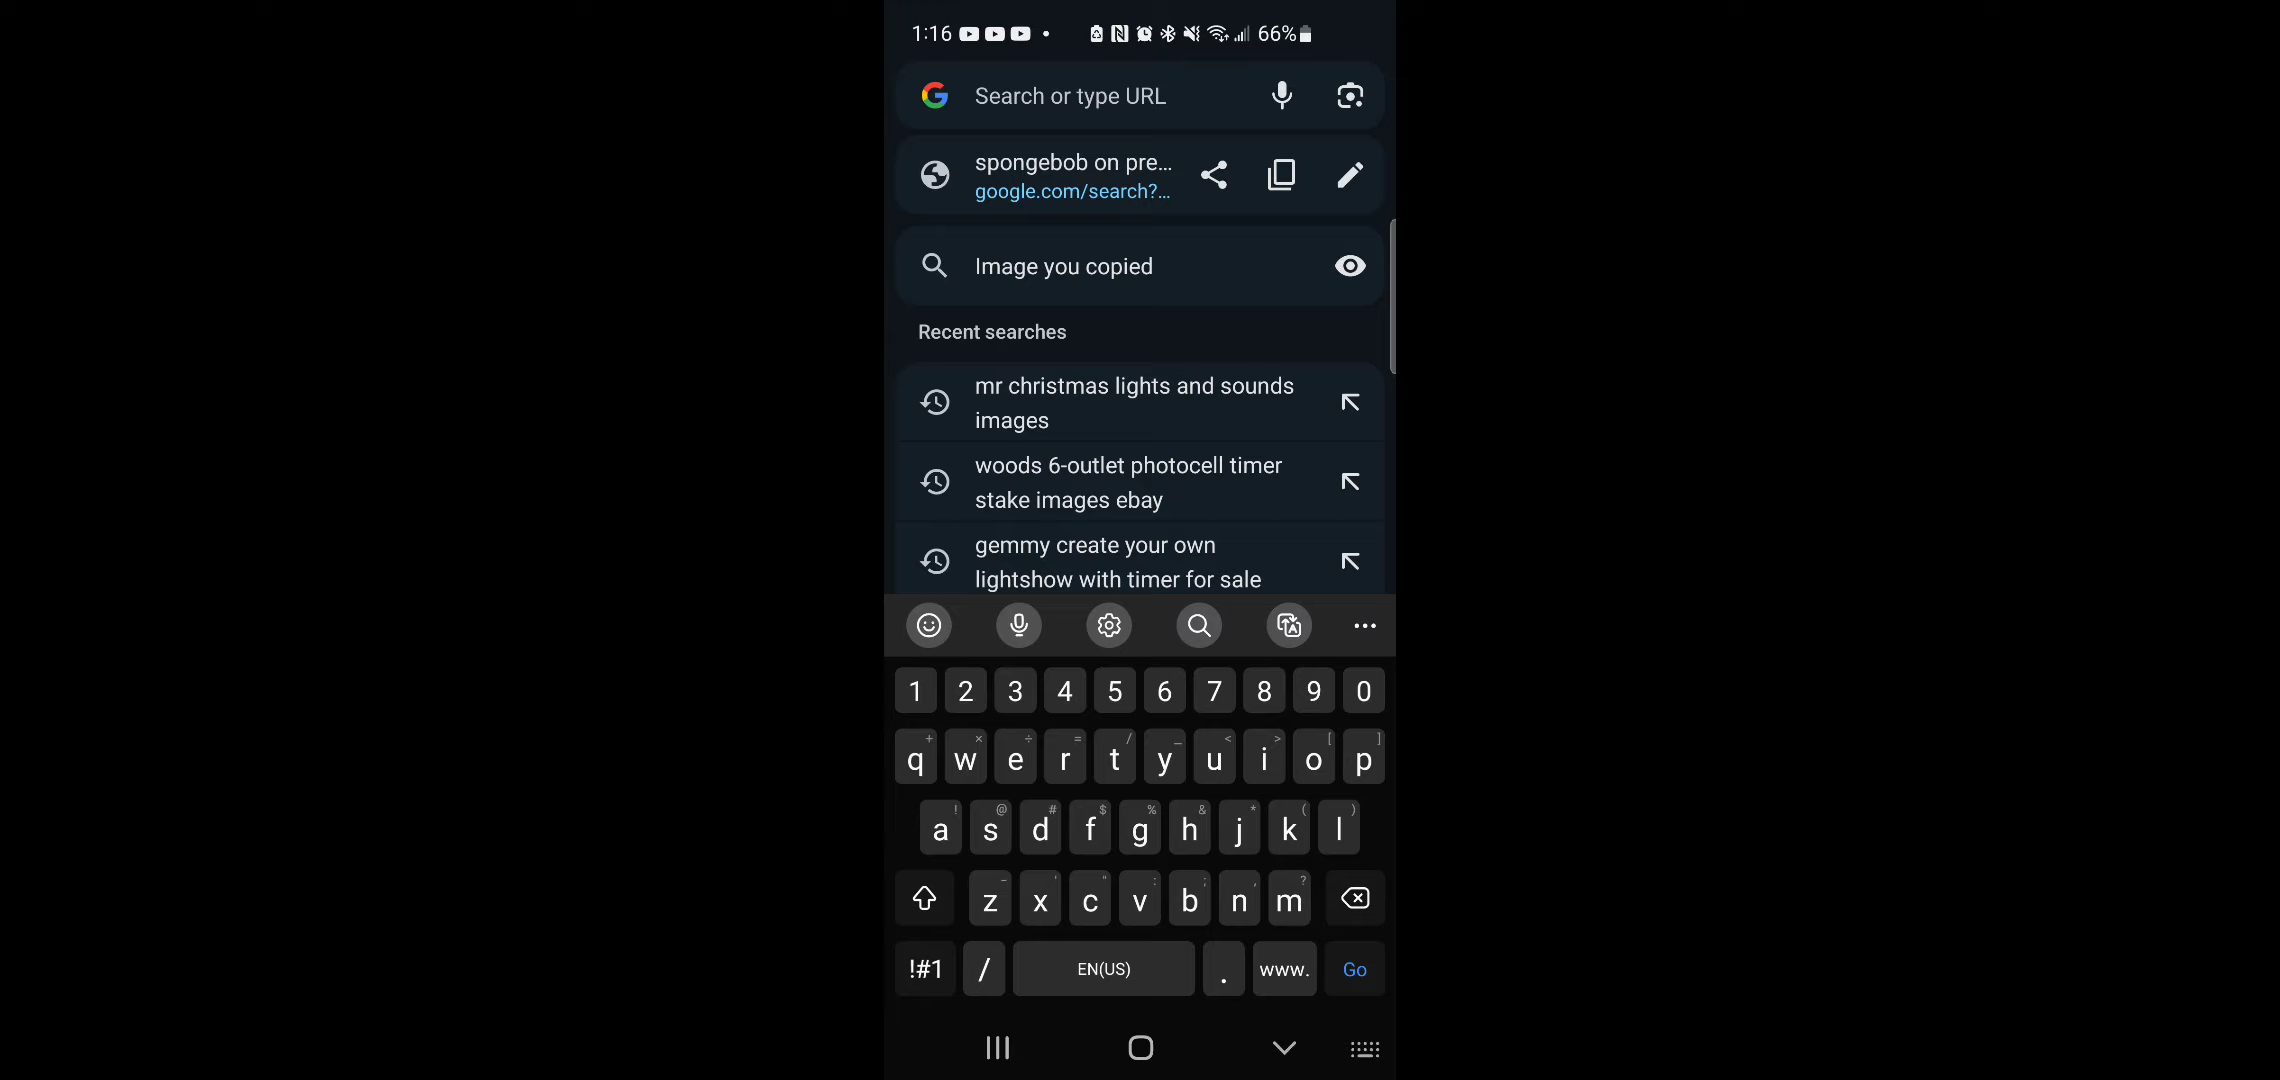 1:16 66%
Search or type URL
spongebob on pre...
google.com/search?...
Image you copied
Recent searches
mr christmas lights and sounds
images
woods 6-outlet photocell timer
stake images ebay
gemmy create your own
lightshow with timer for sale
1 2 3 4 5 6 7 8 9 0
+ × ÷ = / _ < > [ ]
q w e r t y u i o p
! @ # $ % & * ( )
a s d f g h j k l
- ' " : ; , ?
z x c v b n m
!#1 / EN(US) . www. Go